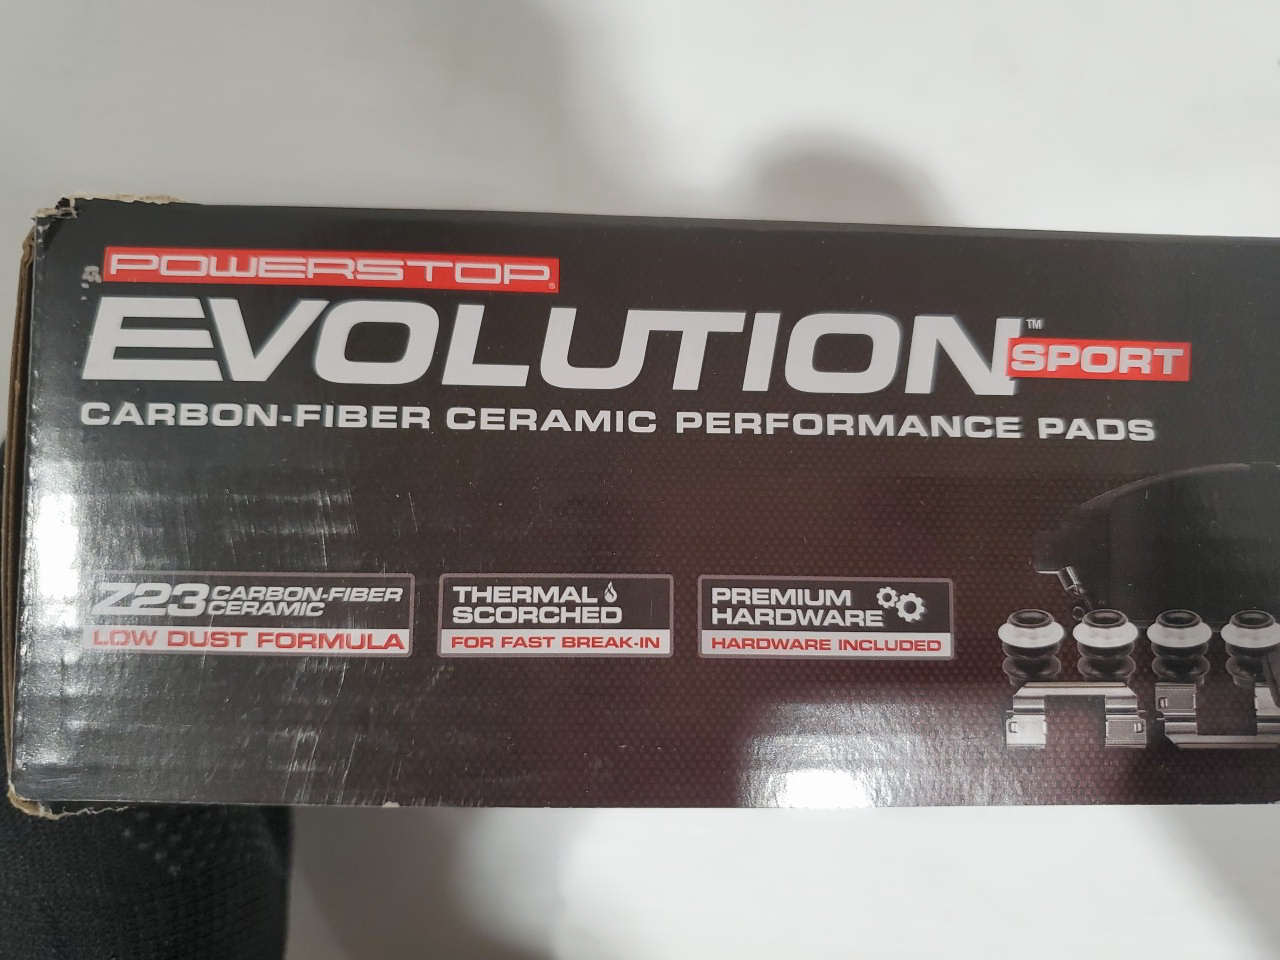 POWERSTOP®
EVOLUTION™
SPORT
CARBON-FIBER CERAMIC PERFORMANCE PADS
Z23 CARBON-FIBER
CERAMIC
LOW DUST FORMULA
THERMAL
SCORCHED
FOR FAST BREAK-IN
PREMIUM
HARDWARE
HARDWARE INCLUDED